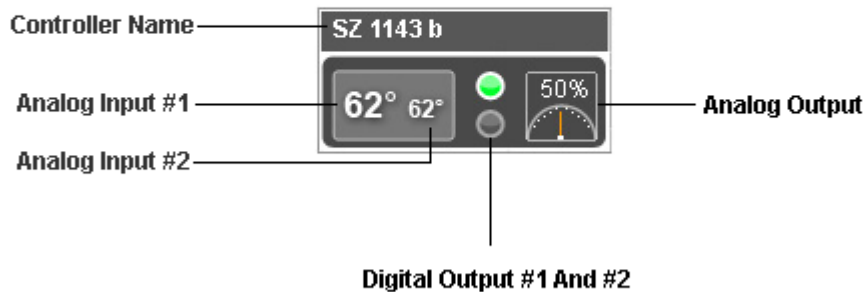 Controller Name
SZ 1143 b
Analog Input #1
62° 62°
50%
Analog Output
Analog Input #2
Digital Output #1 And #2